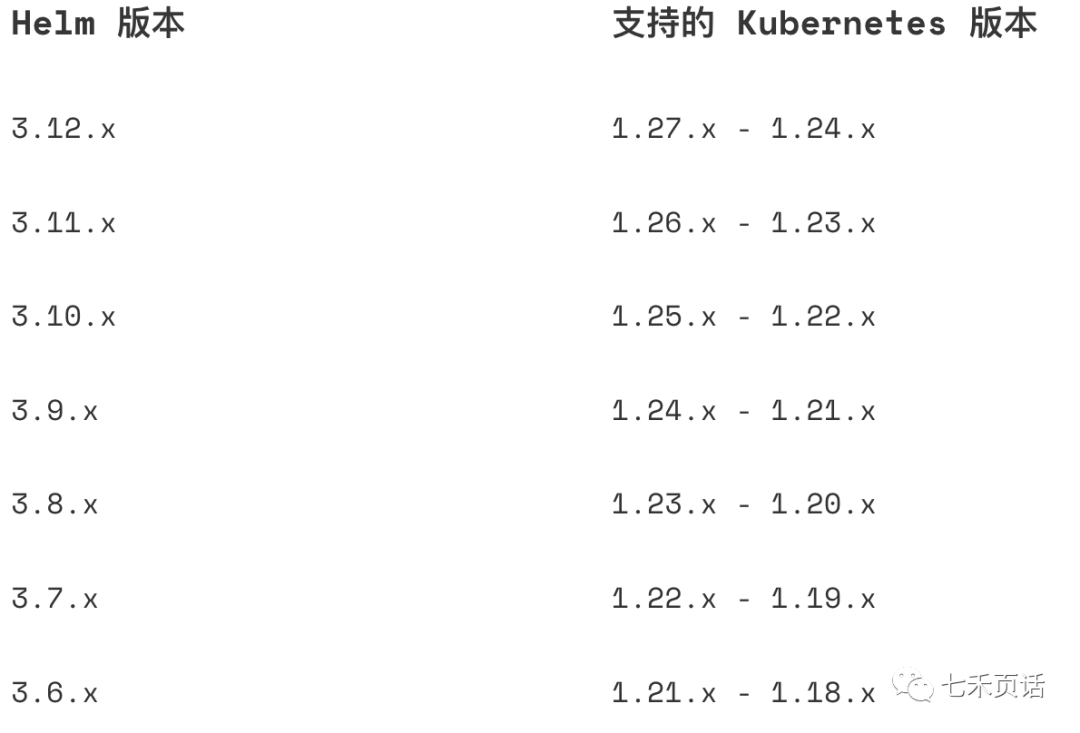 Helm 版本 支持的 Kubernetes 版本
3.12.x 1.27.x - 1.24.x
3.11.x 1.26.x - 1.23.x
3.10.x 1.25.x - 1.22.x
3.9.x 1.24.x - 1.21.x
3.8.x 1.23.x - 1.20.x
3.7.x 1.22.x - 1.19.x
3.6.x 1.21.x - 1.18.x
七禾页话